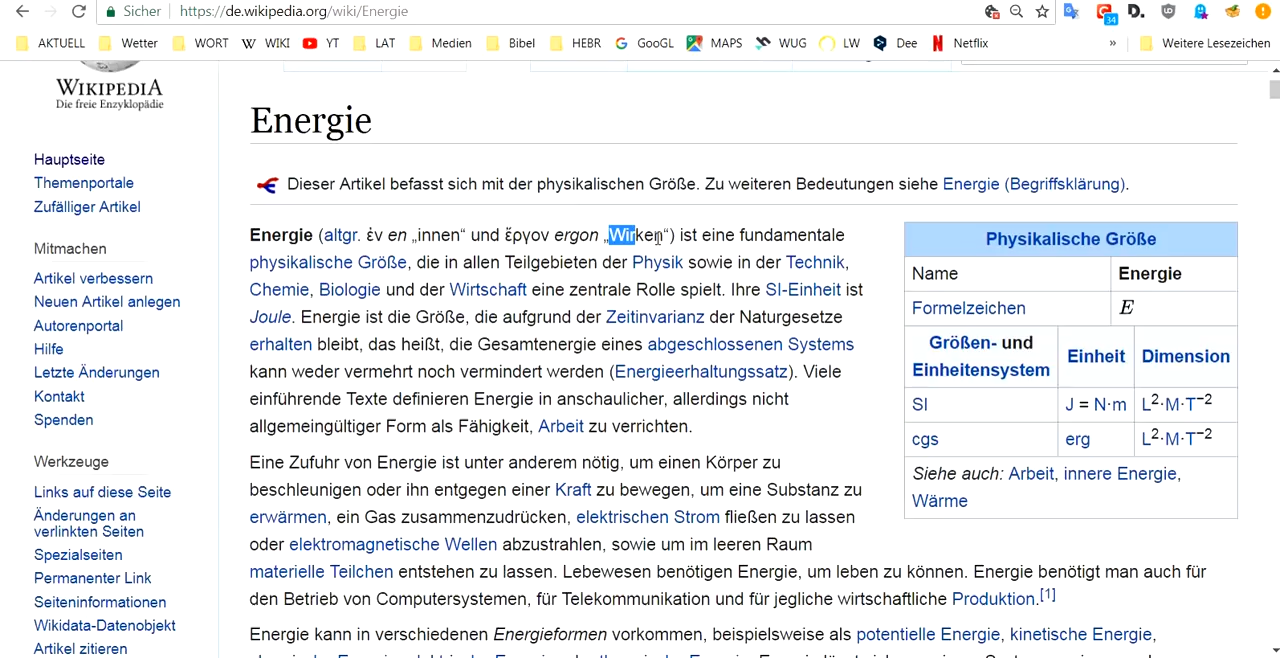 Sicher https://de.wikipedia.org/wiki/Energie
34 D.
AKTUELL Wetter WORT WIKI YT LAT Medien Bibel HEBR GooGL MAPS WUG LW Dee Netflix » Weitere Lesezeichen
WIKIPEDIA
Die freie Enzyklopädie
Hauptseite
Themenportale
Zufälliger Artikel
Mitmachen
Artikel verbessern
Neuen Artikel anlegen
Autorenportal
Hilfe
Letzte Änderungen
Kontakt
Spenden
Werkzeuge
Links auf diese Seite
Änderungen an
verlinkten Seiten
Spezialseiten
Permanenter Link
Seiteninformationen
Wikidata-Datenobjekt
Artikel zitieren
Energie
Dieser Artikel befasst sich mit der physikalischen Größe. Zu weiteren Bedeutungen siehe Energie (Begriffsklärung).
Energie (altgr. ἐν en „innen“ und ἔργον ergon „Wirken“) ist eine fundamentale
physikalische Größe, die in allen Teilgebieten der Physik sowie in der Technik,
Chemie, Biologie und der Wirtschaft eine zentrale Rolle spielt. Ihre SI-Einheit ist
Joule. Energie ist die Größe, die aufgrund der Zeitinvarianz der Naturgesetze
erhalten bleibt, das heißt, die Gesamtenergie eines abgeschlossenen Systems
kann weder vermehrt noch vermindert werden (Energieerhaltungssatz). Viele
einführende Texte definieren Energie in anschaulicher, allerdings nicht
allgemeingültiger Form als Fähigkeit, Arbeit zu verrichten.
Physikalische Größe
Name Energie
Formelzeichen E
Größen- und
Einheitensystem Einheit Dimension
SI J = N·m L²·M·T⁻²
cgs erg L²·M·T⁻²
Siehe auch: Arbeit, innere Energie,
Wärme
Eine Zufuhr von Energie ist unter anderem nötig, um einen Körper zu
beschleunigen oder ihn entgegen einer Kraft zu bewegen, um eine Substanz zu
erwärmen, ein Gas zusammenzudrücken, elektrischen Strom fließen zu lassen
oder elektromagnetische Wellen abzustrahlen, sowie um im leeren Raum
materielle Teilchen entstehen zu lassen. Lebewesen benötigen Energie, um leben zu können. Energie benötigt man auch für
den Betrieb von Computersystemen, für Telekommunikation und für jegliche wirtschaftliche Produktion.[1]
Energie kann in verschiedenen Energieformen vorkommen, beispielsweise als potentielle Energie, kinetische Energie,